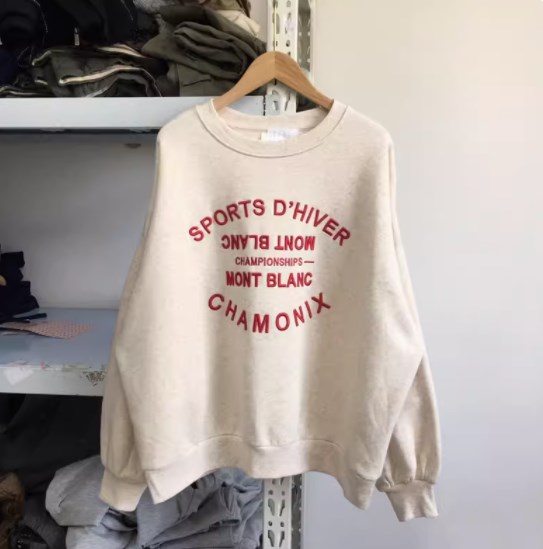 SPORTS D'HIVER
MONT BLANC
CHAMPIONSHIPS —
MONT BLANC
CHAMONIX